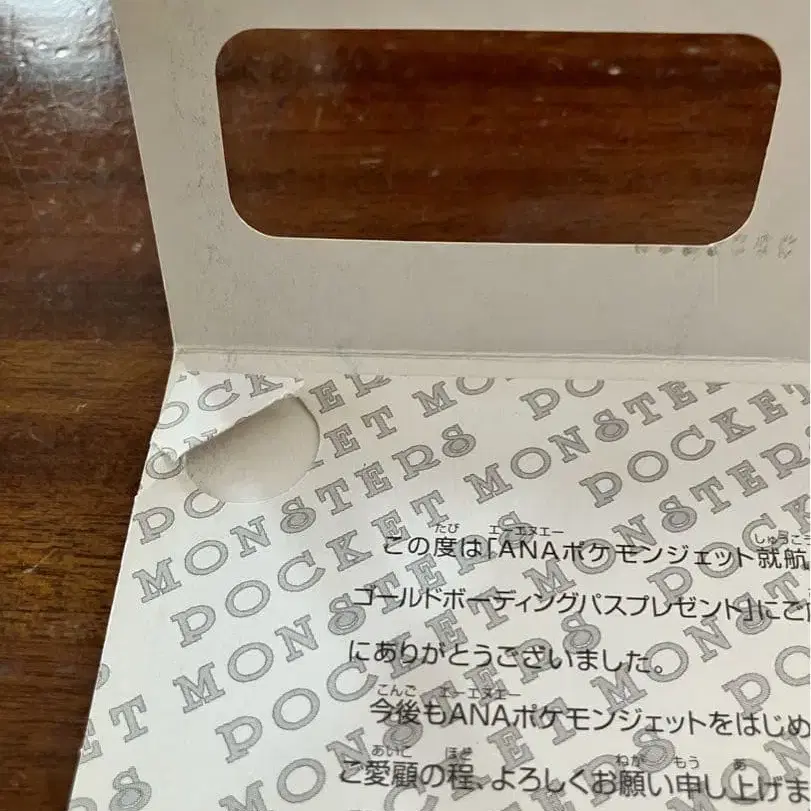 POCKET MONSTERS
この度は「ANAポケモンジェット就航
ゴールドボーディングパスプレゼント」にご
にありがとうございました。
今後もANAポケモンジェットをはじめ
ご愛顧の程、よろしくお願い申し上げま